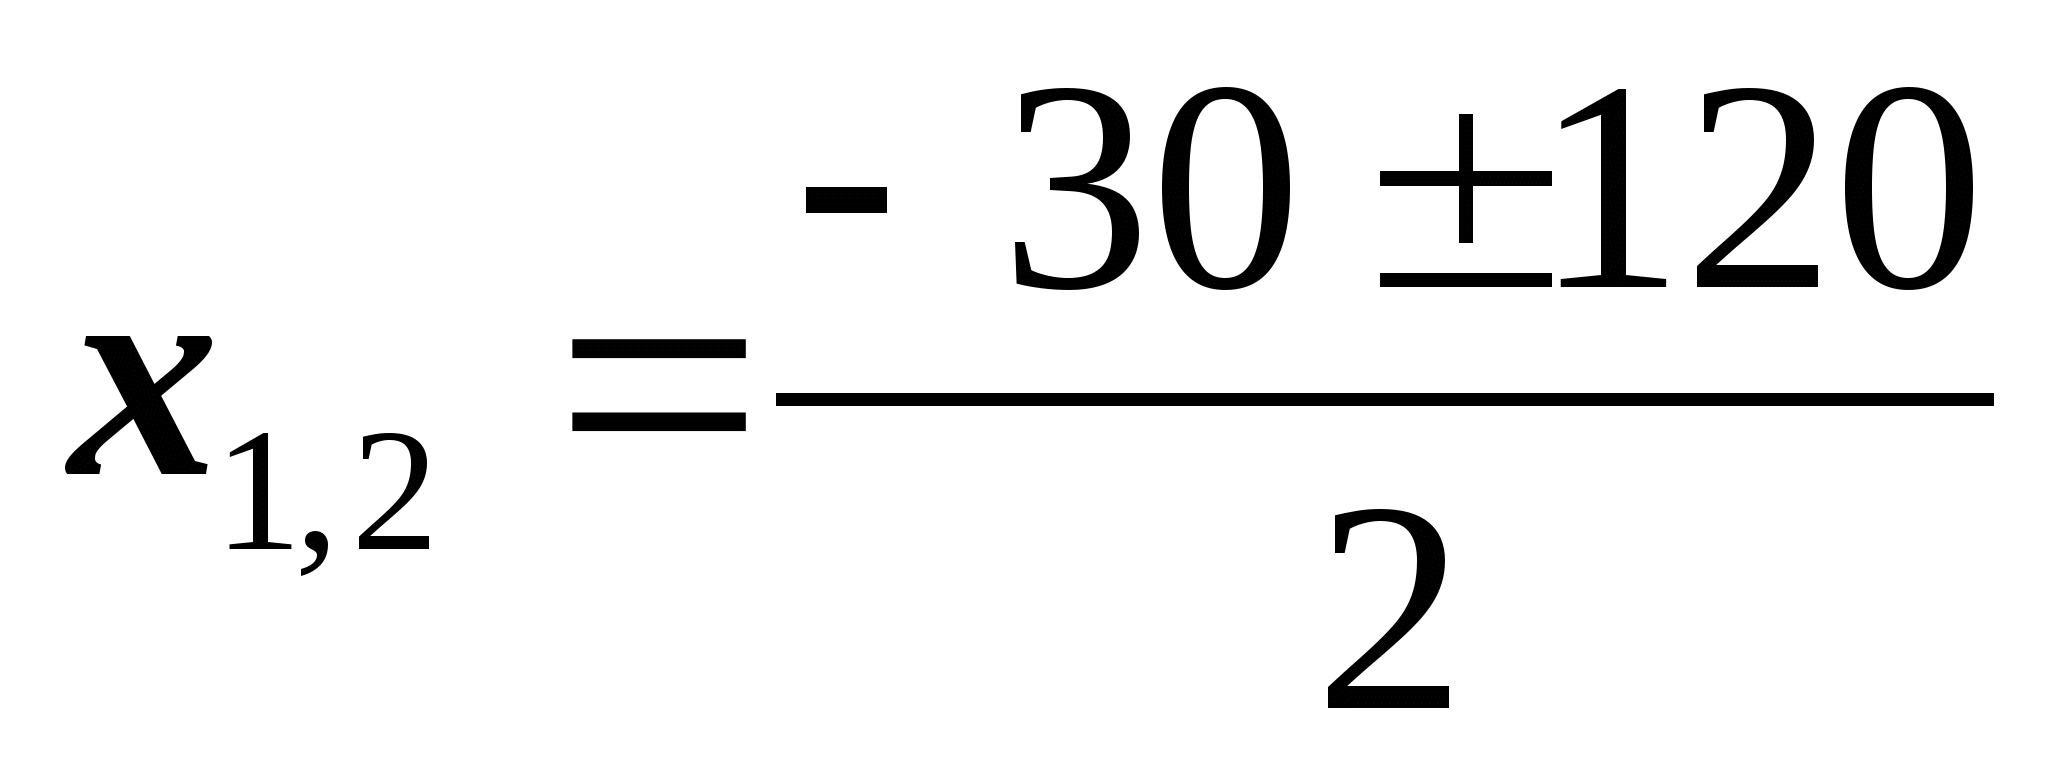 x1,2 = (- 30 ±120) / 2